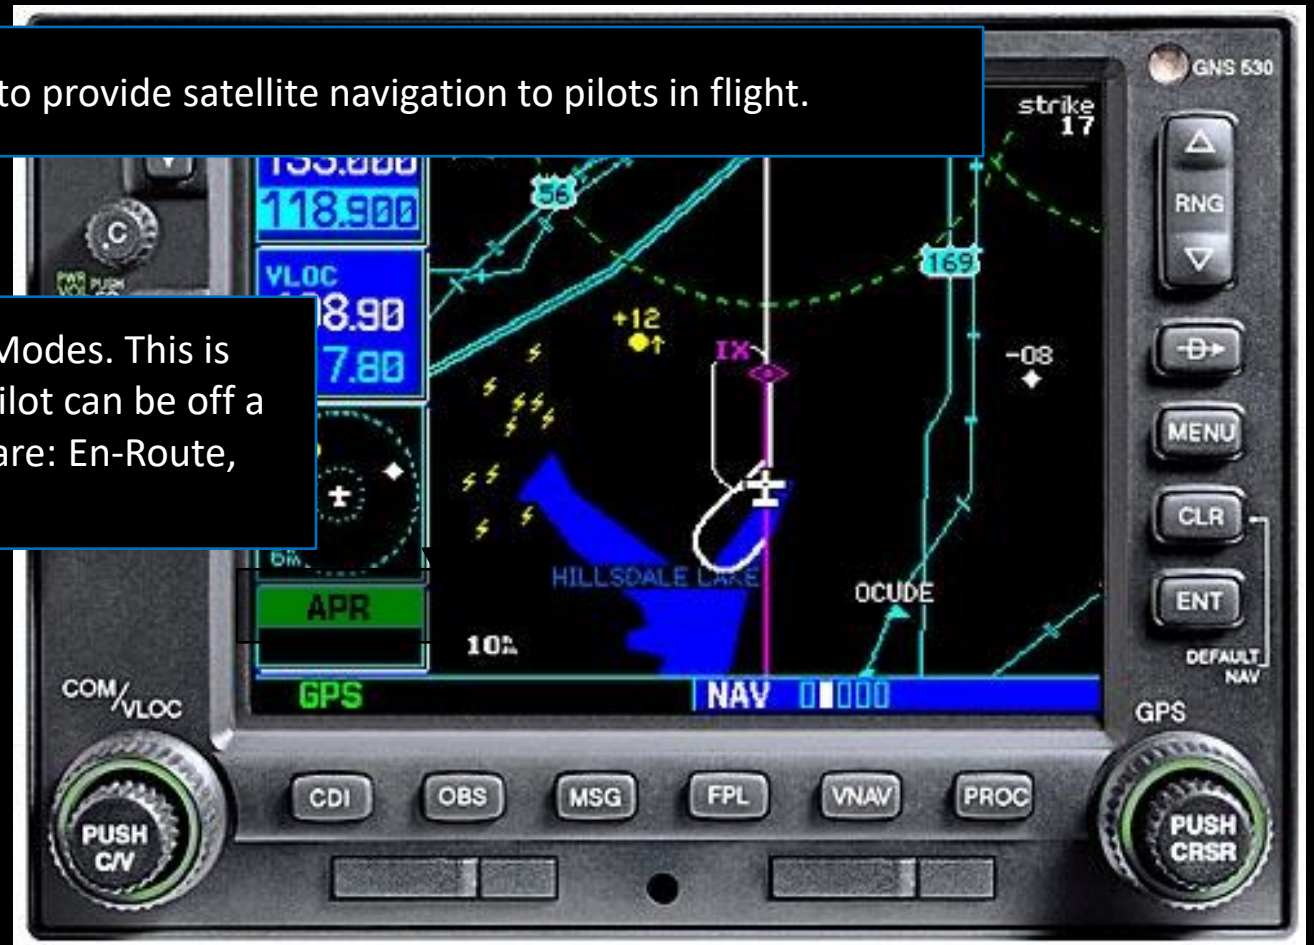 to provide satellite navigation to pilots in flight.
GNS 530
strike
17
118.900
56
RNG
.C
169
PWR PUSH
VLOC
8.90
7.80
Modes. This is
pilot can be off a
are: En-Route,
+12
IX
-08
MENU
CLR
ENT
DEFAULT
NAV
HILLSDALE LAKE
OCUDE
APR
10
GPS
NAV
COM/VLOC
GPS
CDI
OBS
MSG
FPL
VNAV
PROC
PUSH
C/V
PUSH
CRSR